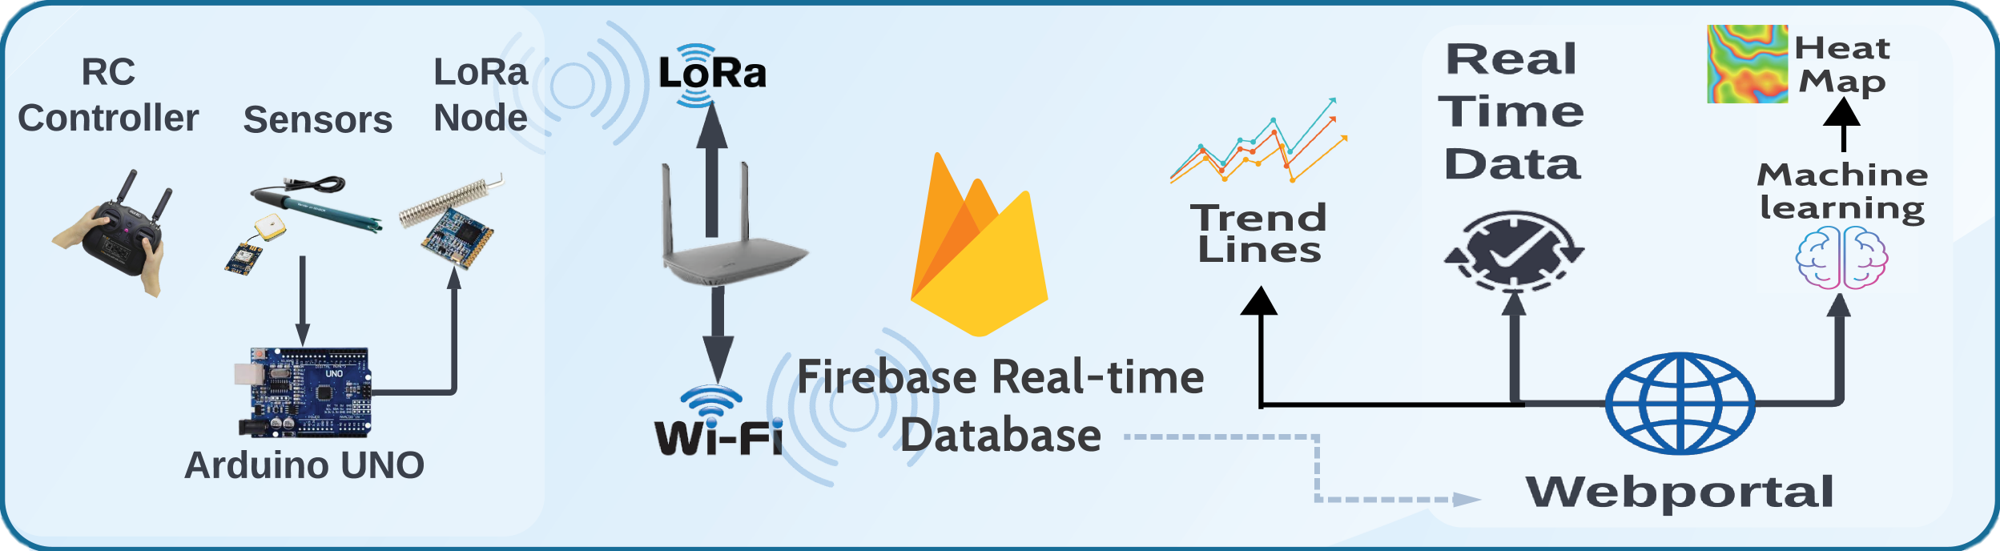 RC
Controller
Sensors
LoRa
Node
UNO
Arduino UNO
LoRa
Wi-Fi
Firebase Real-time
Database
Trend
Lines
Real
Time
Data
Heat
Map
Machine
learning
Webportal